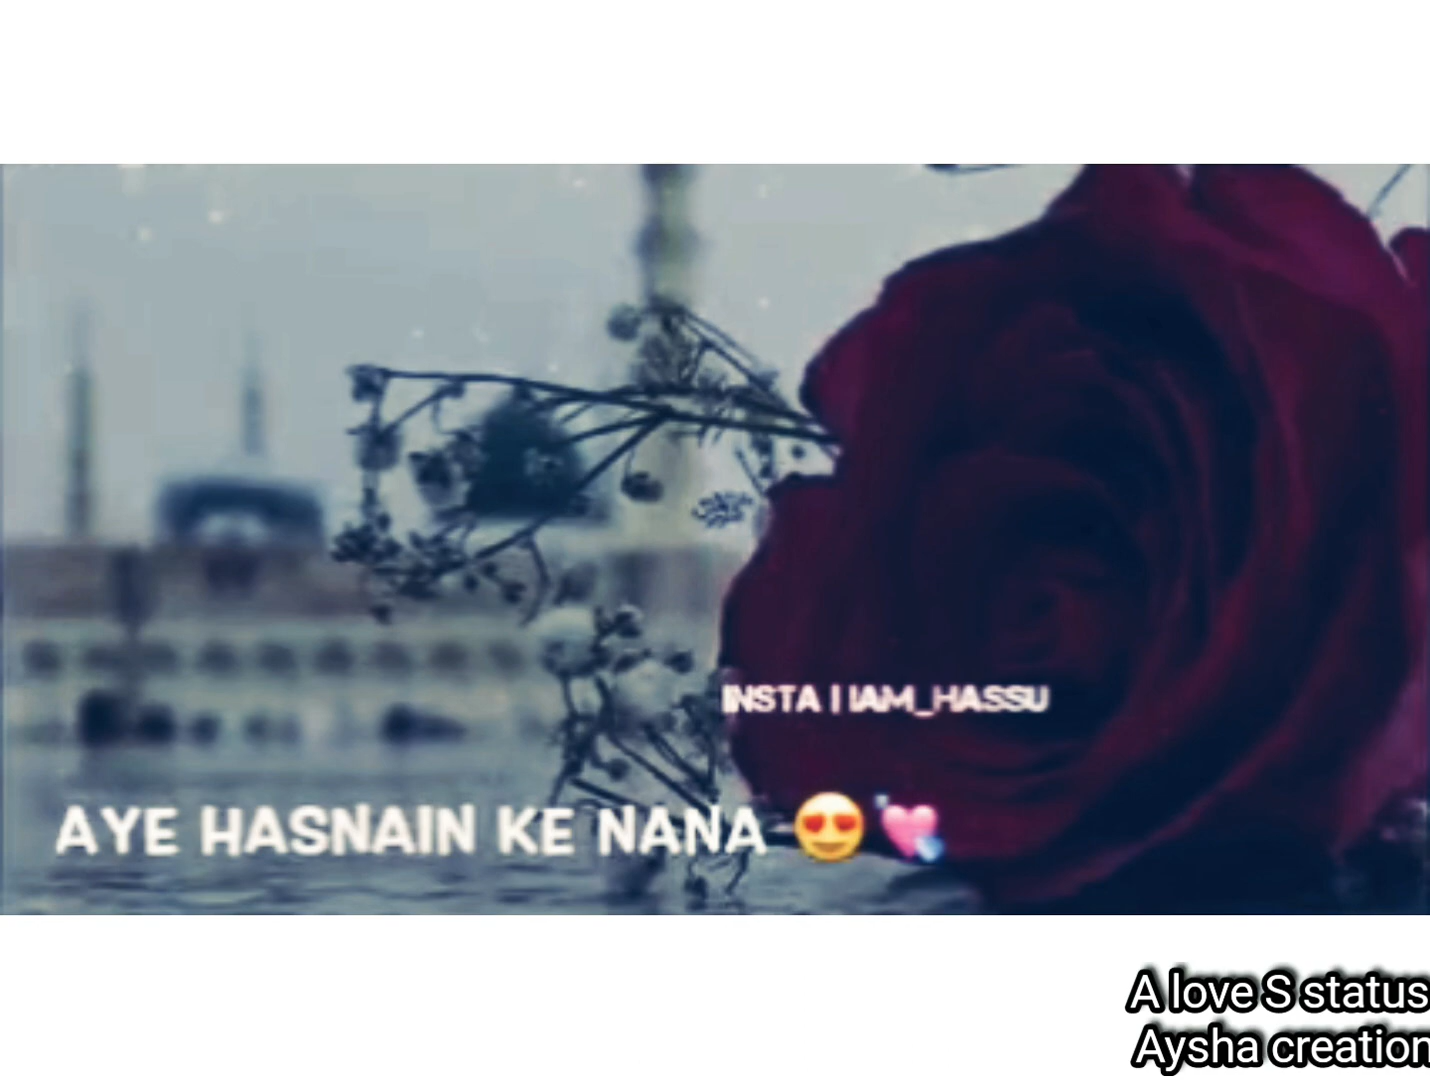 INSTA | IAM_HASSU
AYE HASNAIN KE NANA 😍 💘
A love S status
Aysha creation